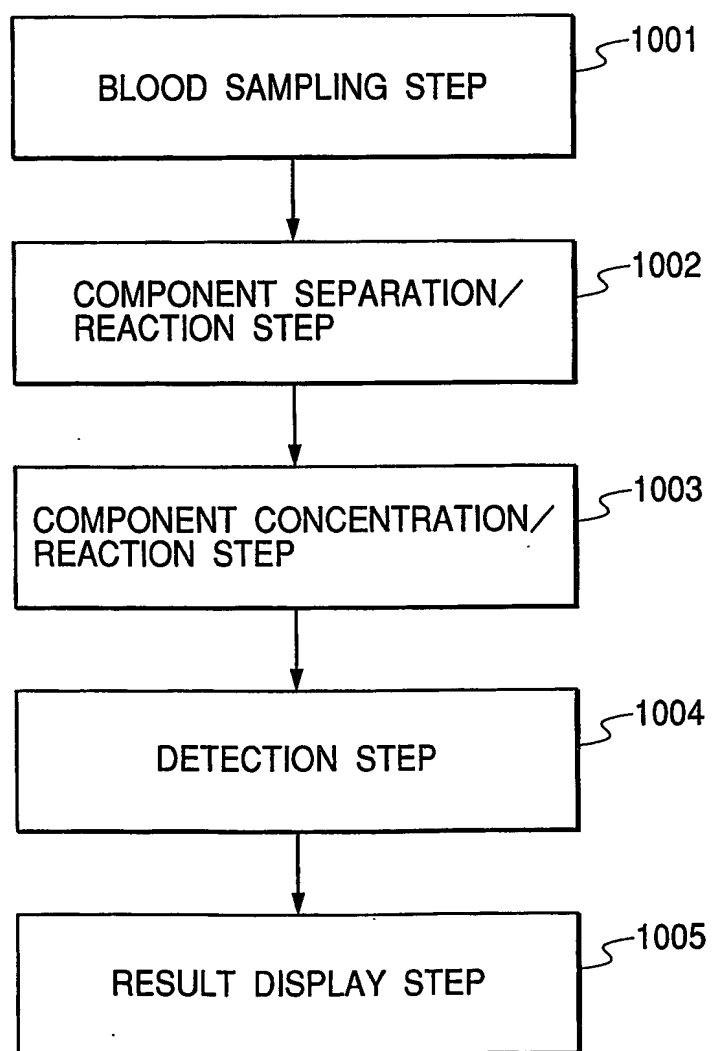 1001
BLOOD SAMPLING STEP
1002
COMPONENT SEPARATION/
REACTION STEP
1003
COMPONENT CONCENTRATION/
REACTION STEP
1004
DETECTION STEP
1005
RESULT DISPLAY STEP